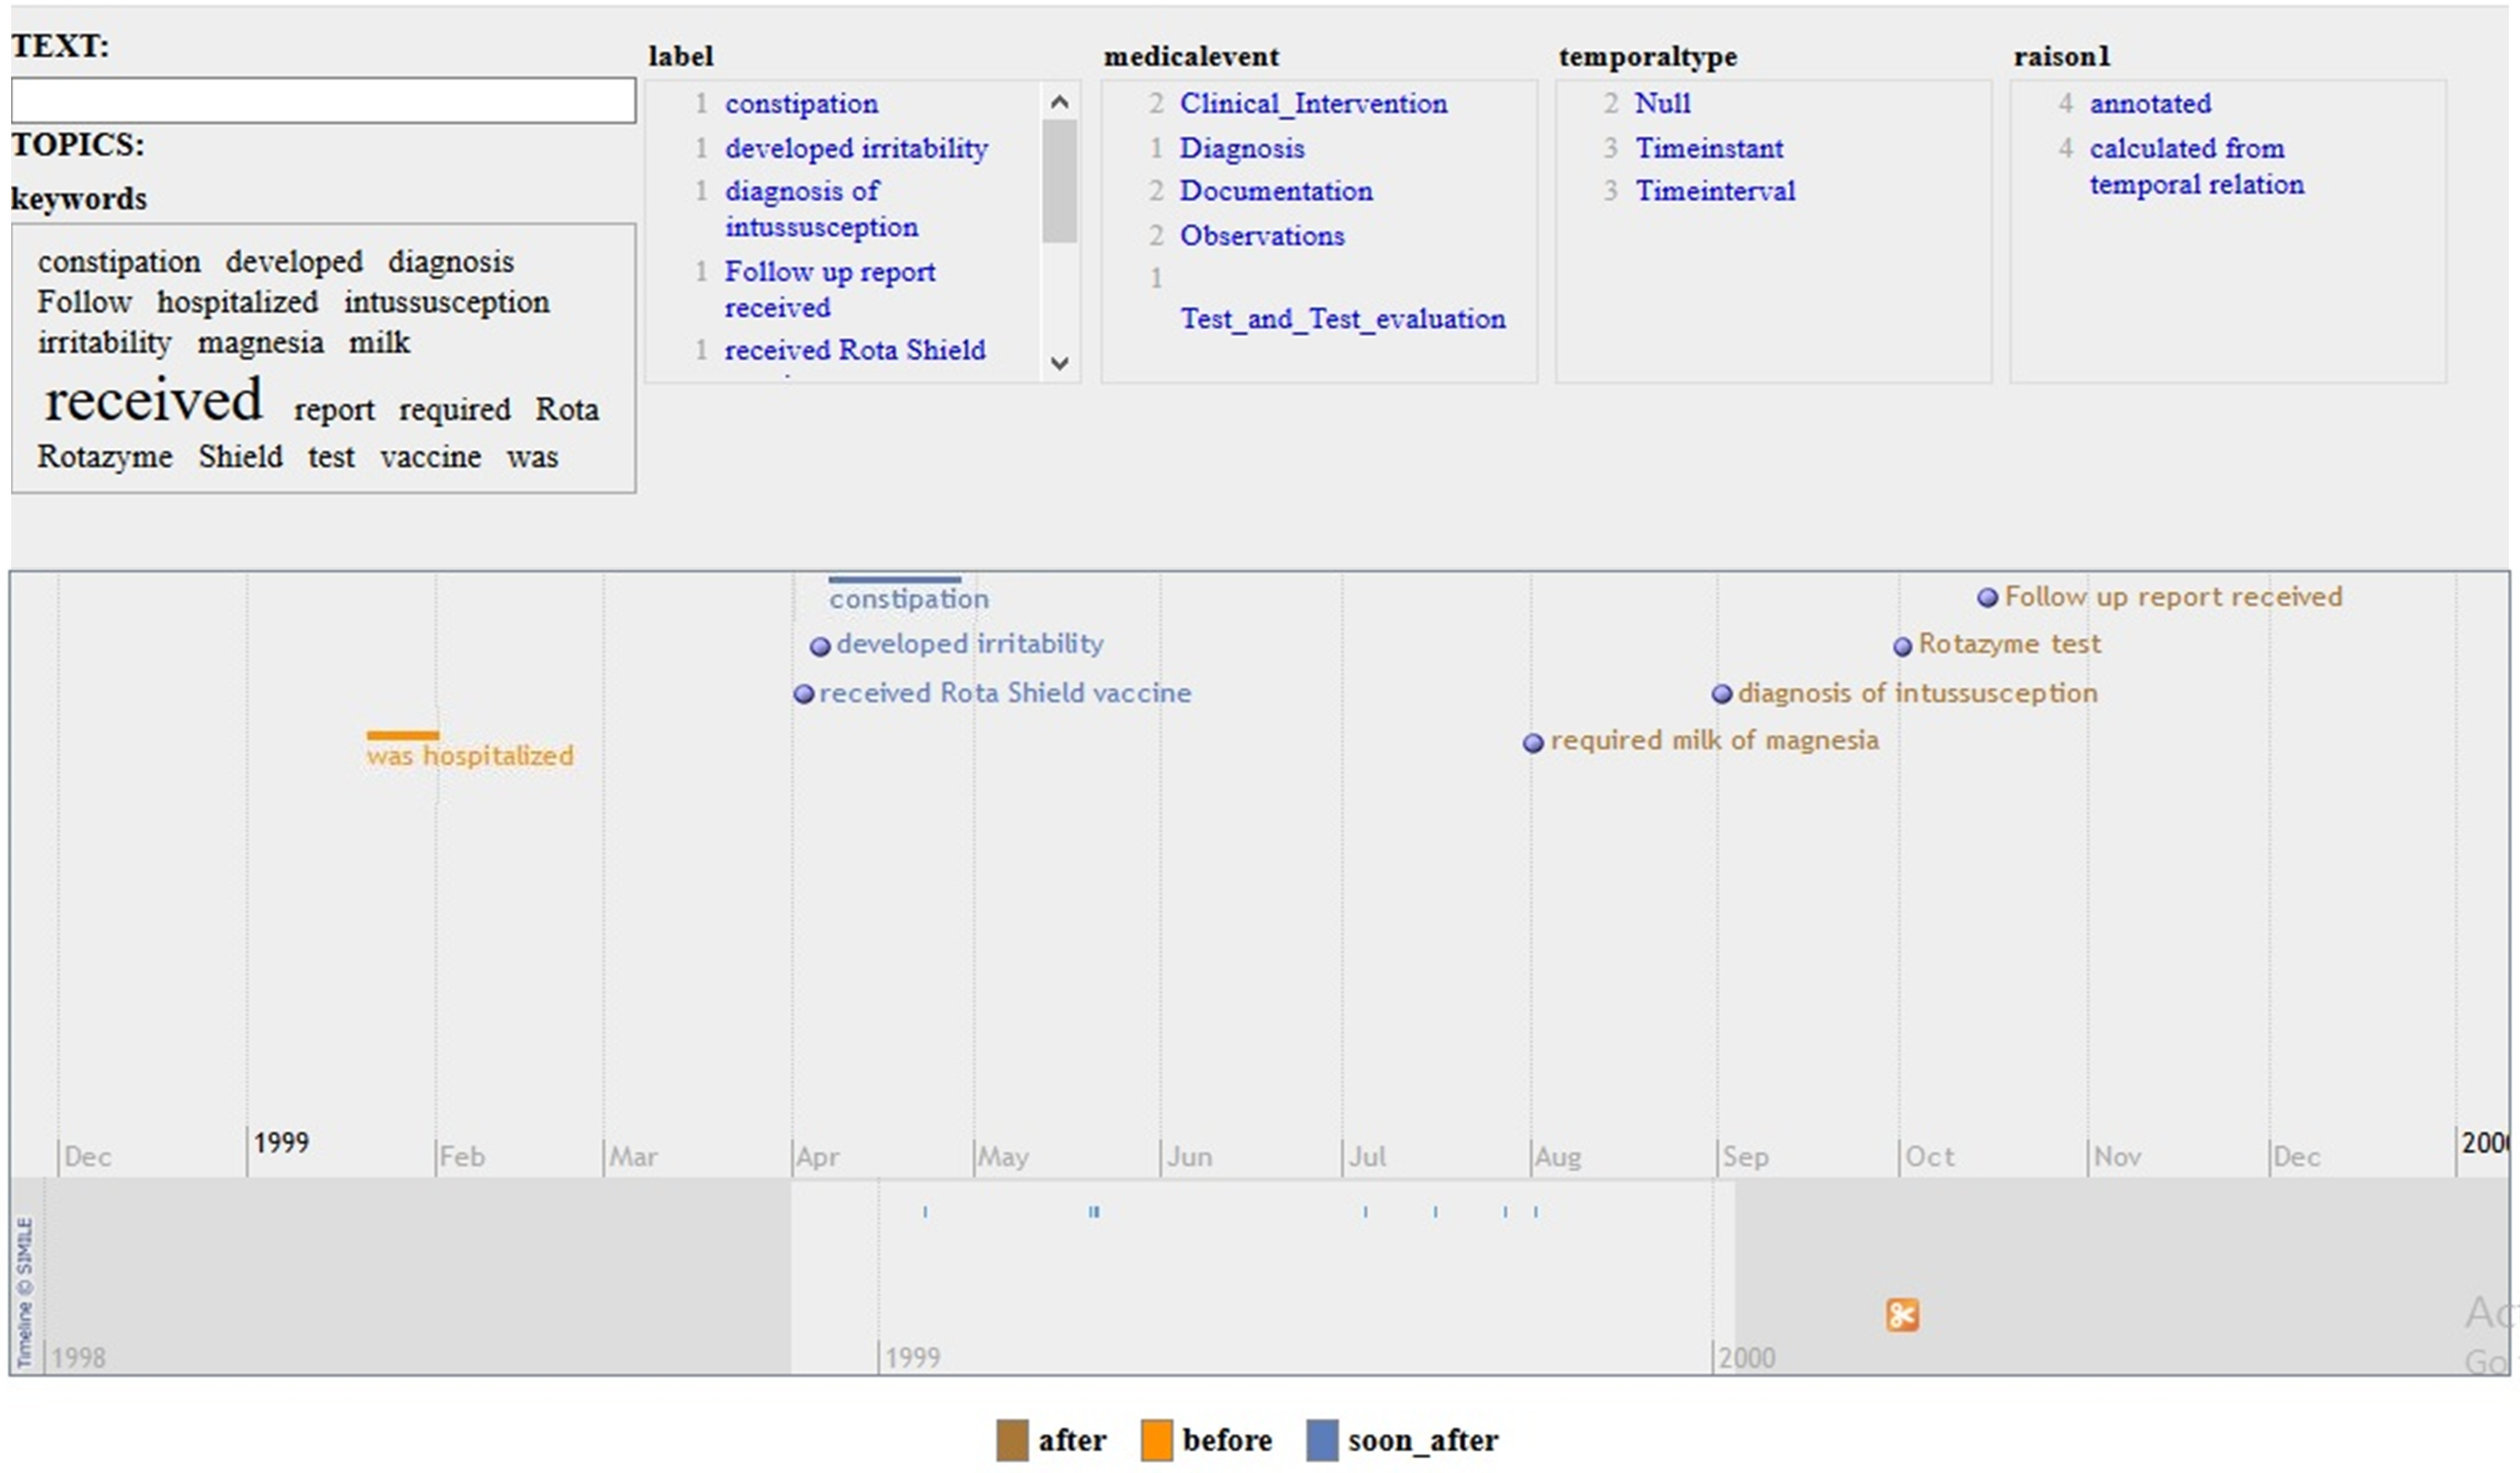 TEXT:
TOPICS:
keywords
constipation developed diagnosis
Follow hospitalized intussusception
irritability magnesia milk
received report required Rota
Rotazyme Shield test vaccine was
label
1 constipation
1 developed irritability
1 diagnosis of
intussusception
1 Follow up report
received
1 received Rota Shield
medicalevent
2 Clinical_Intervention
1 Diagnosis
2 Documentation
2 Observations
1
Test_and_Test_evaluation
temporaltype
2 Null
3 Timeinstant
3 Timeinterval
raison1
4 annotated
4 calculated from
temporal relation
constipation
Follow up report received
developed irritability
Rotazyme test
received Rota Shield vaccine
diagnosis of intussusception
was hospitalized
required milk of magnesia
Dec 1999 Feb Mar Apr May Jun Jul Aug Sep Oct Nov Dec
Timeline © SIMILE
1998 1999 2000
after before soon_after